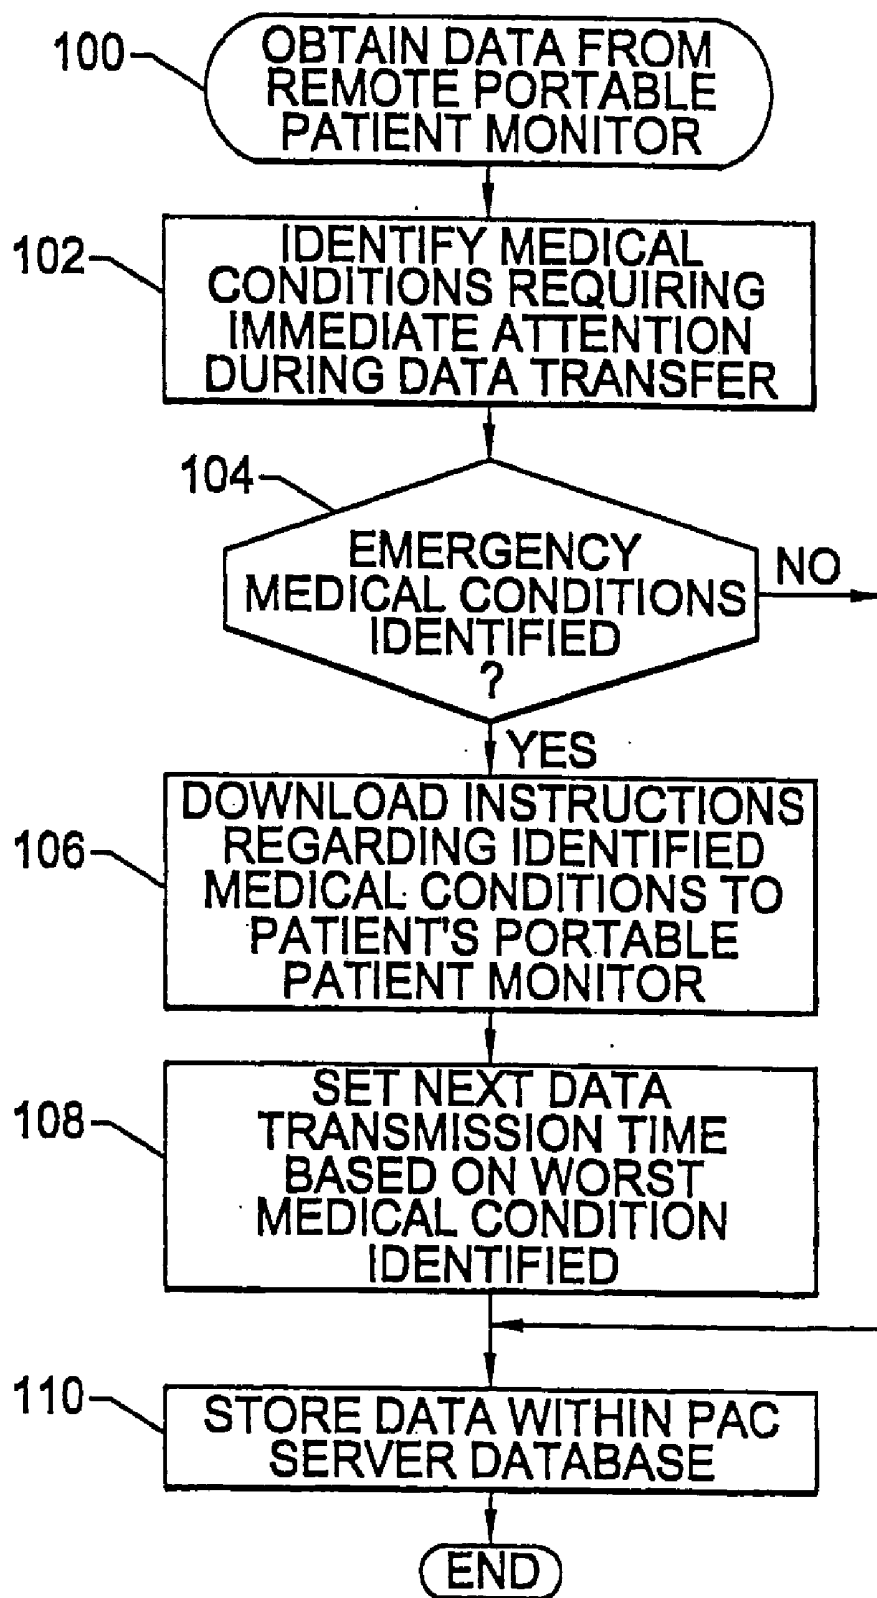 100
OBTAIN DATA FROM
REMOTE PORTABLE
PATIENT MONITOR
102
IDENTIFY MEDICAL
CONDITIONS REQUIRING
IMMEDIATE ATTENTION
DURING DATA TRANSFER
104
EMERGENCY
MEDICAL CONDITIONS
IDENTIFIED
?
NO
YES
106
DOWNLOAD INSTRUCTIONS
REGARDING IDENTIFIED
MEDICAL CONDITIONS TO
PATIENT'S PORTABLE
PATIENT MONITOR
108
SET NEXT DATA
TRANSMISSION TIME
BASED ON WORST
MEDICAL CONDITION
IDENTIFIED
110
STORE DATA WITHIN PAC
SERVER DATABASE
END